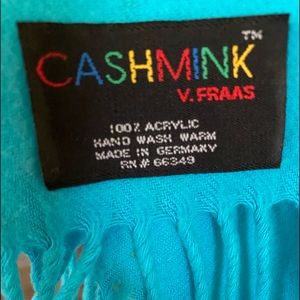 CASHMINK™
V. FRAAS
100% ACRYLIC
HAND WASH WARM
MADE IN GERMANY
RN# 66349